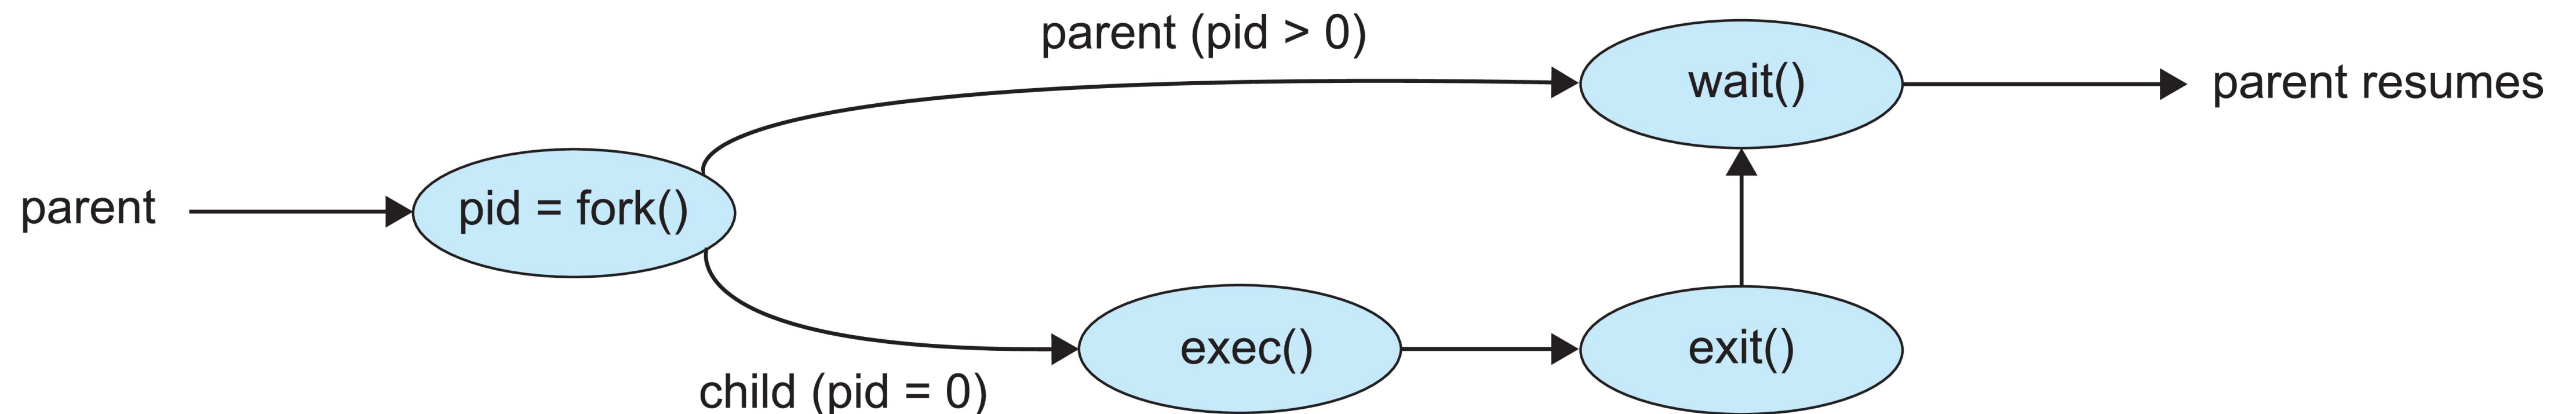 parent
pid = fork()
parent (pid > 0)
wait()
parent resumes
child (pid = 0)
exec()
exit()